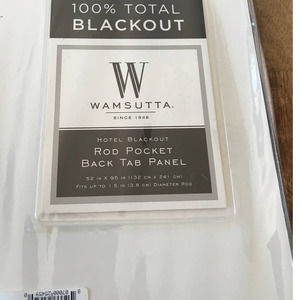 100% TOTAL
BLACKOUT
W
WAMSUTTA.
SINCE 1846
HOTEL BLACKOUT
ROD POCKET
BACK TAB PANEL
52 IN X 95 IN (132 CM X 241 CM)
FITS UP TO 1.5 IN (3.8 CM) DIAMETER ROD